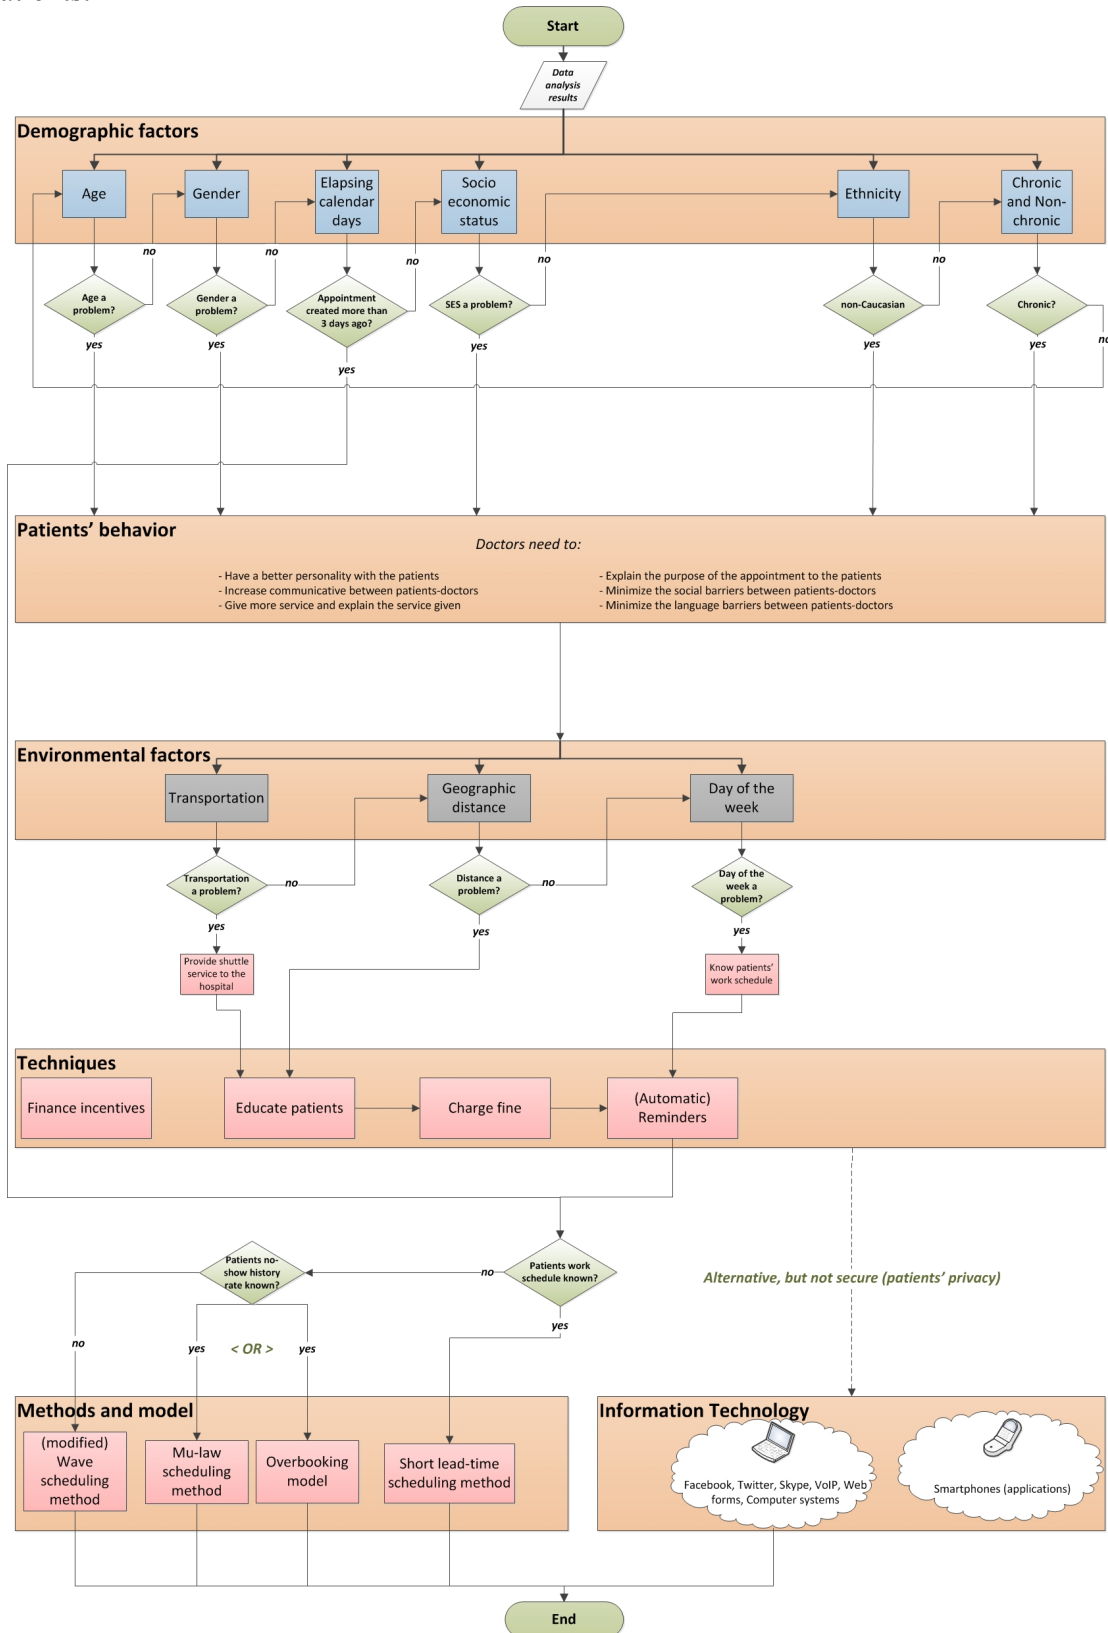 Start
Data
analysis
results
Demographic factors
Age
Gender
Elapsing
calendar
days
Socio
economic
status
Ethnicity
Chronic
and Non-
chronic
no
no
no
no
no
Age a
problem?
Gender a
problem?
Appointment
created more than
3 days ago?
SES a problem?
non-Caucasian
Chronic?
yes
yes
yes
yes
yes
yes
Patients' behavior
Doctors need to:
- Have a better personality with the patients
- Increase communicative between patients-doctors
- Give more service and explain the service given
- Explain the purpose of the appointment to the patients
- Minimize the social barriers between patients-doctors
- Minimize the language barriers between patients-doctors
Environmental factors
Transportation
Geographic
distance
Day of the
week
Transportation
a problem?
no
Distance a
problem?
no
Day of the
week a
problem?
yes
yes
yes
Provide shuttle
service to the
hospital
Know patients'
work schedule
Techniques
Finance incentives
Educate patients
Charge fine
(Automatic)
Reminders
Patients no-
show history
rate known?
no
Patients work
schedule known?
Alternative, but not secure (patients' privacy)
no
yes
< OR >
yes
yes
Methods and model
(modified)
Wave
scheduling
method
Mu-law
scheduling
method
Overbooking
model
Short lead-time
scheduling method
Information Technology
Facebook, Twitter, Skype, VoIP, Web
forms, Computer systems
Smartphones (applications)
End